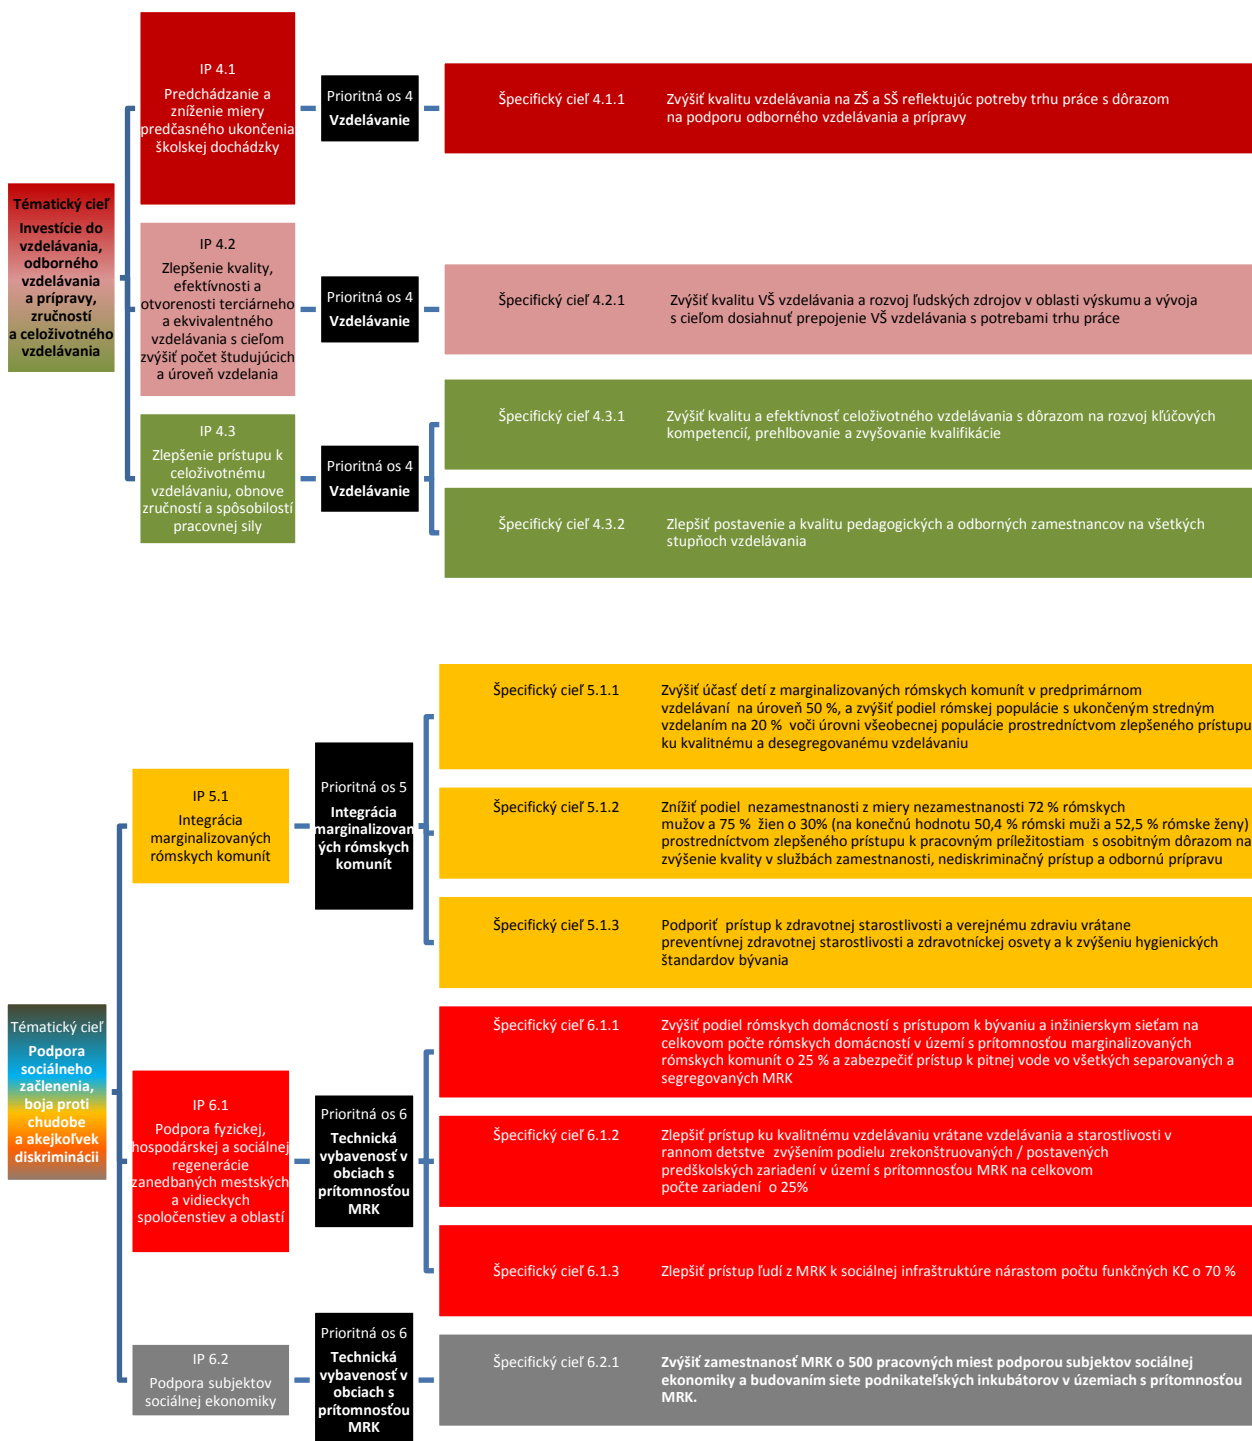 Tématický cieľ
Investície do
vzdelávania,
odborného
vzdelávania
a prípravy,
zručností
a celoživotného
vzdelávania
IP 4.1
Predchádzanie a
zníženie miery
predčasného ukončenia
školskej dochádzky
Prioritná os 4
Vzdelávanie
Špecifický cieľ 4.1.1
Zvýšiť kvalitu vzdelávania na ZŠ a SŠ reflektujúc potreby trhu práce s dôrazom
na podporu odborného vzdelávania a prípravy
IP 4.2
Zlepšenie kvality,
efektívnosti a
otvorenosti terciárneho
a ekvivalentného
vzdelávania s cieľom
zvýšiť počet študujúcich
a úroveň vzdelania
Prioritná os 4
Vzdelávanie
Špecifický cieľ 4.2.1
Zvýšiť kvalitu VŠ vzdelávania a rozvoj ľudských zdrojov v oblasti výskumu a vývoja
s cieľom dosiahnuť prepojenie VŠ vzdelávania s potrebami trhu práce
IP 4.3
Zlepšenie prístupu k
celoživotnému
vzdelávaniu, obnove
zručností a spôsobilostí
pracovnej sily
Prioritná os 4
Vzdelávanie
Špecifický cieľ 4.3.1
Zvýšiť kvalitu a efektívnosť celoživotného vzdelávania s dôrazom na rozvoj kľúčových
kompetencií, prehlbovanie a zvyšovanie kvalifikácie
Špecifický cieľ 4.3.2
Zlepšiť postavenie a kvalitu pedagogických a odborných zamestnancov na všetkých
stupňoch vzdelávania
Tématický cieľ
Podpora
sociálneho
začlenenia,
boja proti
chudobe
a akejkoľvek
diskriminácii
IP 5.1
Integrácia
marginalizovaných
rómskych komunít
Prioritná os 5
Integrácia
marginalizovan
ých rómskych
komunít
Špecifický cieľ 5.1.1
Zvýšiť účasť detí z marginalizovaných rómskych komunít v predprimárnom
vzdelávaní na úroveň 50 %, a zvýšiť podiel rómskej populácie s ukončeným stredným
vzdelaním na 20 % voči úrovni všeobecnej populácie prostredníctvom zlepšeného prístupu
ku kvalitnému a desegregovanému vzdelávaniu
Špecifický cieľ 5.1.2
Znížiť podiel nezamestnanosti z miery nezamestnanosti 72 % rómskych
mužov a 75 % žien o 30% (na konečnú hodnotu 50,4 % rómski muži a 52,5 % rómske ženy)
prostredníctvom zlepšeného prístupu k pracovným príležitostiam s osobitným dôrazom na
zvýšenie kvality v službách zamestnanosti, nediskriminačný prístup a odbornú prípravu
Špecifický cieľ 5.1.3
Podporiť prístup k zdravotnej starostlivosti a verejnému zdraviu vrátane
preventívnej zdravotnej starostlivosti a zdravotníckej osvety a k zvýšeniu hygienických
štandardov bývania
IP 6.1
Podpora fyzickej,
hospodárskej a sociálnej
regenerácie
zanedbaných mestských
a vidieckych
spoločenstiev a oblastí
Prioritná os 6
Technická
vybavenosť v
obciach s
prítomnosťou
MRK
Špecifický cieľ 6.1.1
Zvýšiť podiel rómskych domácností s prístupom k bývaniu a inžinierskym sieťam na
celkovom počte rómskych domácností v území s prítomnosťou marginalizovaných
rómskych komunít o 25 % a zabezpečiť prístup k pitnej vode vo všetkých separovaných a
segregovaných MRK
Špecifický cieľ 6.1.2
Zlepšiť prístup ku kvalitnému vzdelávaniu vrátane vzdelávania a starostlivosti v
rannom detstve zvýšením podielu zrekonštruovaných / postavených
predškolských zariadení v území s prítomnosťou MRK na celkovom
počte zariadení o 25%
Špecifický cieľ 6.1.3
Zlepšiť prístup ľudí z MRK k sociálnej infraštruktúre nárastom počtu funkčných KC o 70 %
IP 6.2
Podpora subjektov
sociálnej ekonomiky
Prioritná os 6
Technická
vybavenosť v
obciach s
prítomnosťou
MRK
Špecifický cieľ 6.2.1
Zvýšiť zamestnanosť MRK o 500 pracovných miest podporou subjektov sociálnej
ekonomiky a budovaním siete podnikateľských inkubátorov v územiach s prítomnosťou
MRK.